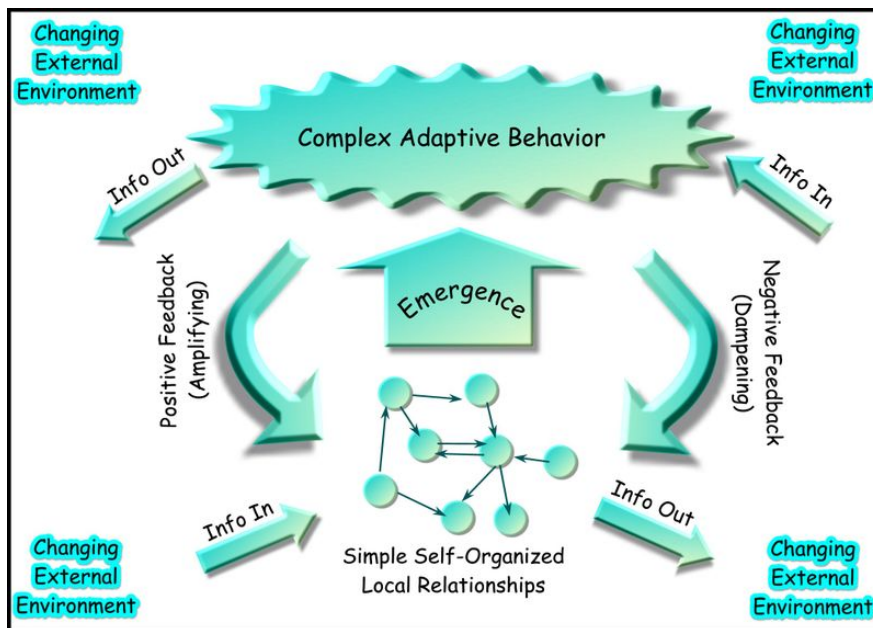 Changing
External
Environment
Changing
External
Environment
Complex Adaptive Behavior
Info Out
Info In
Positive Feedback
(Amplifying)
Emergence
Negative Feedback
(Dampening)
Info In
Info Out
Simple Self-Organized
Local Relationships
Changing
External
Environment
Changing
External
Environment